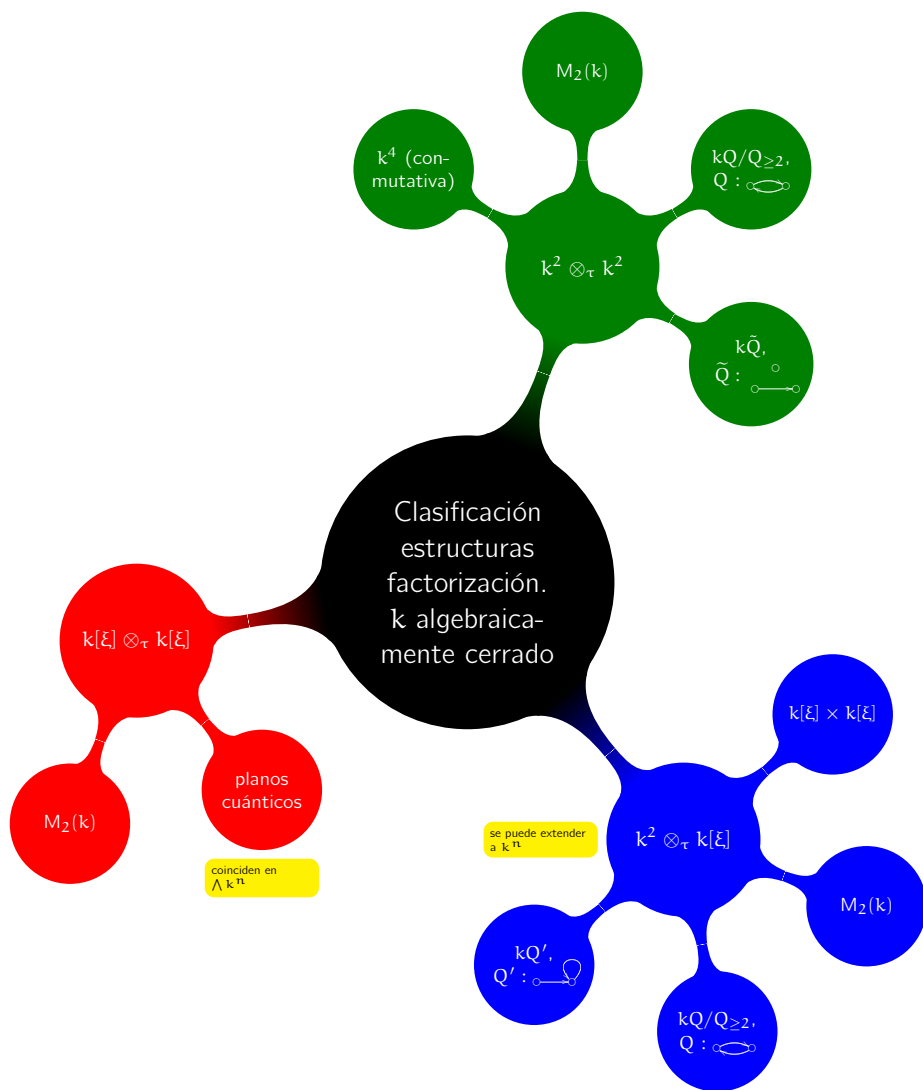 M₂(k)
k⁴ (con-
mutativa)
kQ/Q≥₂,
Q :
k² ⊗τ k²
kQ̃,
Q̃ :
Clasificación
estructuras
factorización.
k algebraica-
mente cerrado
k[ξ] ⊗τ k[ξ]
M₂(k)
planos
cuánticos
coinciden en
⋀ kⁿ
k[ξ] × k[ξ]
se puede extender
a kⁿ
k² ⊗τ k[ξ]
M₂(k)
kQ′,
Q′ :
kQ/Q≥₂,
Q :